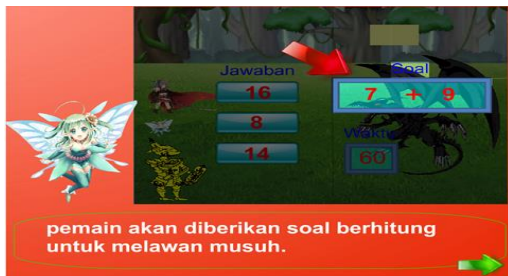 Jawaban
Soal
16
7 + 9
8
Waktu
14
60
pemain akan diberikan soal berhitung
untuk melawan musuh.